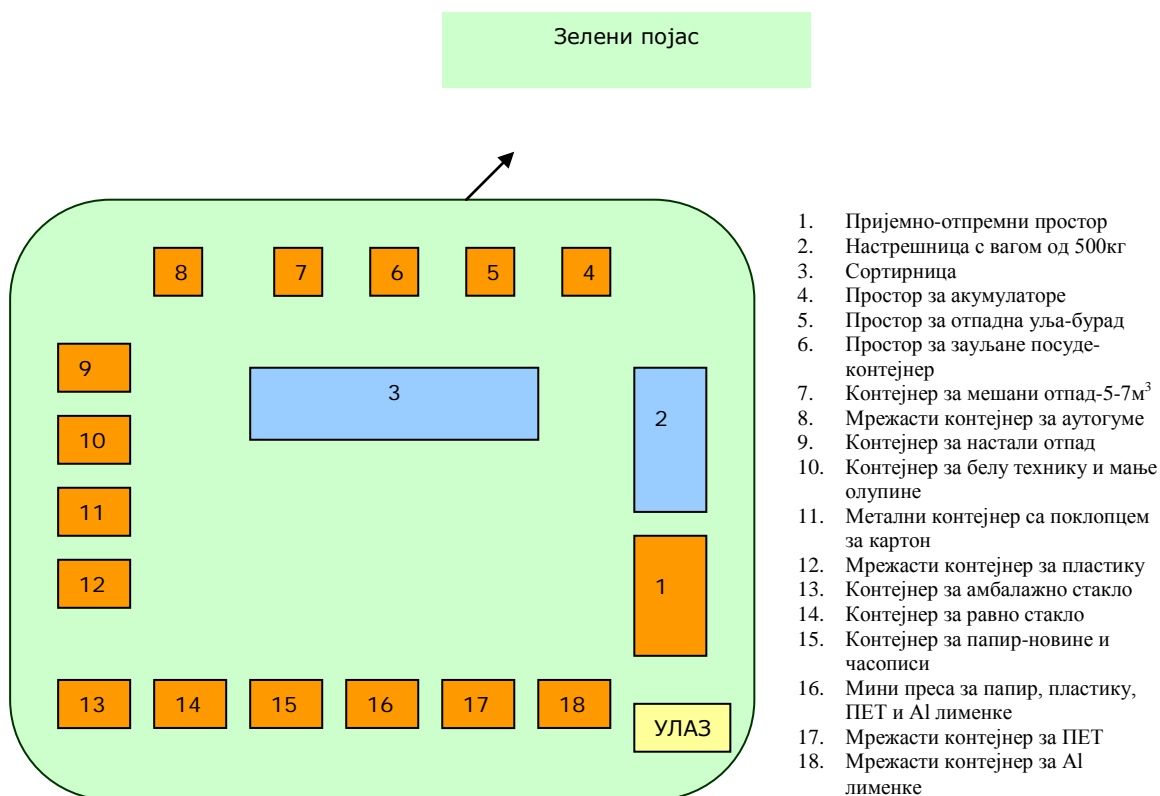 Зелени појас
8 7 6 5 4
9
3
2
10
11
12
1
13 14 15 16 17 18
УЛАЗ
1. Пријемно-отпремни простор
2. Настрешница с вагом од 500кг
3. Сортирница
4. Простор за акумулаторе
5. Простор за отпадна уља-бурад
6. Простор за зауљане посуде-
контејнер
7. Контејнер за мешани отпад-5-7м³
8. Мрежасти контејнер за аутогуме
9. Контејнер за настали отпад
10. Контејнер за белу технику и мање
олупине
11. Метални контејнер са поклопцем
за картон
12. Мрежасти контејнер за пластику
13. Контејнер за амбалажно стакло
14. Контејнер за равно стакло
15. Контејнер за папир-новине и
часописи
16. Мини преса за папир, пластику,
ПЕТ и Al лименке
17. Мрежасти контејнер за ПЕТ
18. Мрежасти контејнер за Al
лименке